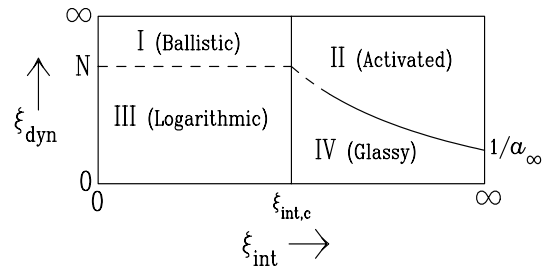 ∞
I (Ballistic)
II (Activated)
N
ξdyn
III (Logarithmic)
IV (Glassy)
1/a∞
0
0
ξint,c
∞
ξint